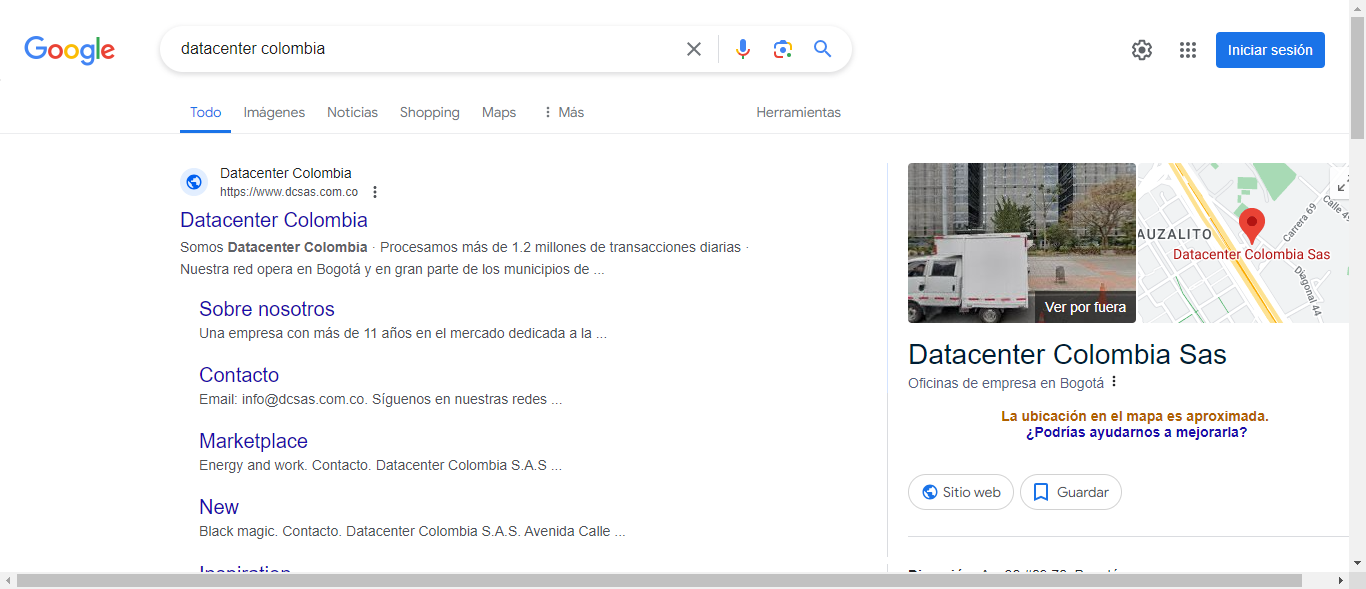 Google
datacenter colombia
Iniciar sesión
Todo
Imágenes
Noticias
Shopping
Maps
Más
Herramientas
Datacenter Colombia
https://www.dcsas.com.co
Datacenter Colombia
Somos Datacenter Colombia · Procesamos más de 1.2 millones de transacciones diarias ·
Nuestra red opera en Bogotá y en gran parte de los municipios de ...
Sobre nosotros
Una empresa con más de 11 años en el mercado dedicada a la ...
Contacto
Email: info@dcsas.com.co. Síguenos en nuestras redes ...
Marketplace
Energy and work. Contacto. Datacenter Colombia S.A.S ...
New
Black magic. Contacto. Datacenter Colombia S.A.S. Avenida Calle ...
Ver por fuera
AUZALITO
Carrera 69
Diagonal 44
Datacenter Colombia Sas
Datacenter Colombia Sas
Oficinas de empresa en Bogotá
La ubicación en el mapa es aproximada.
¿Podrías ayudarnos a mejorarla?
Sitio web
Guardar